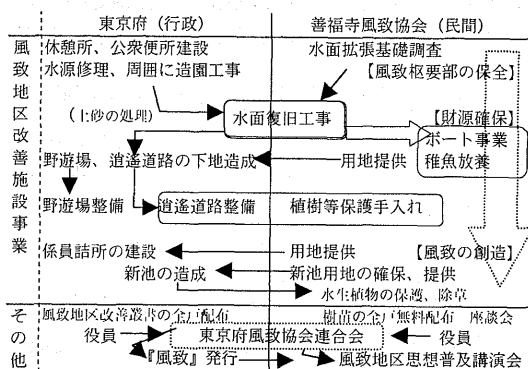 東京府（行政）　善福寺風致協会（民間）
風致地区改善施設事業
休憩所、公衆便所建設　水面拡張基礎調査
水源修理、周囲に造園工事　【風致枢要部の保全】
（土砂の処理）　水面復旧工事　【財源確保】
ボート事業
野遊場、逍遙道路の下地造成　用地提供　稚魚放養
野遊場整備　逍遙道路整備　植樹等保護手入れ
係員詰所の建設　用地提供　【風致の創造】
新池の造成　新池用地の確保、提供
水生植物の保護、除草
その他
風致地区改善叢書の全戸配布　樹苗の全戸無料配布　座談会
役員　東京府風致協会連合会　役員
『風致』発行　風致地区思想普及講演会